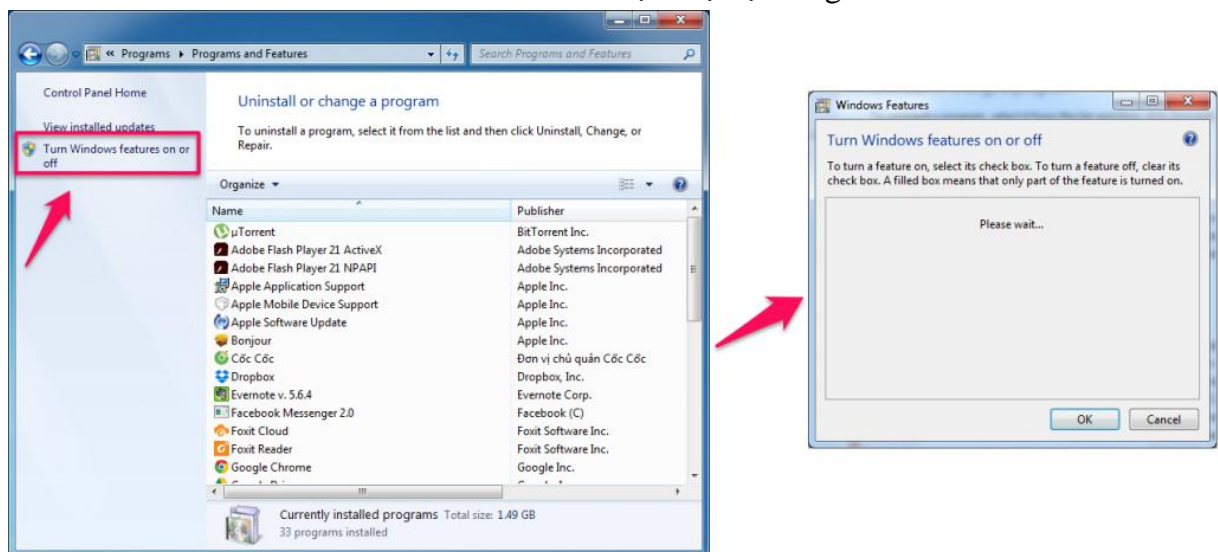 « Programs ▸ Programs and Features
Search Programs and Features
Control Panel Home
View installed updates
Turn Windows features on or
off
Uninstall or change a program
To uninstall a program, select it from the list and then click Uninstall, Change, or
Repair.
Organize
Name Publisher
µTorrent BitTorrent Inc.
Adobe Flash Player 21 ActiveX Adobe Systems Incorporated
Adobe Flash Player 21 NPAPI Adobe Systems Incorporated
Apple Application Support Apple Inc.
Apple Mobile Device Support Apple Inc.
Apple Software Update Apple Inc.
Bonjour Apple Inc.
Cốc Cốc Đơn vị chủ quản Cốc Cốc
Dropbox Dropbox, Inc.
Evernote v. 5.6.4 Evernote Corp.
Facebook Messenger 2.0 Facebook (C)
Foxit Cloud Foxit Software Inc.
Foxit Reader Foxit Software Inc.
Google Chrome Google Inc.
Currently installed programs Total size: 1.49 GB
33 programs installed
Windows Features
Turn Windows features on or off
To turn a feature on, select its check box. To turn a feature off, clear its
check box. A filled box means that only part of the feature is turned on.
Please wait...
OK Cancel